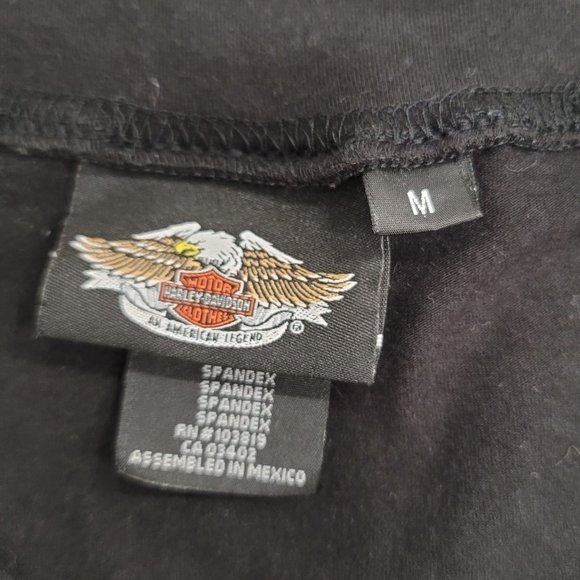 M
MOTOR
HARLEY-DAVIDSON
CLOTHES
AN AMERICAN LEGEND
®
SPANDEX
SPANDEX
SPANDEX
SPANDEX
RN# 103819
CA 03402
ASSEMBLED IN MEXICO